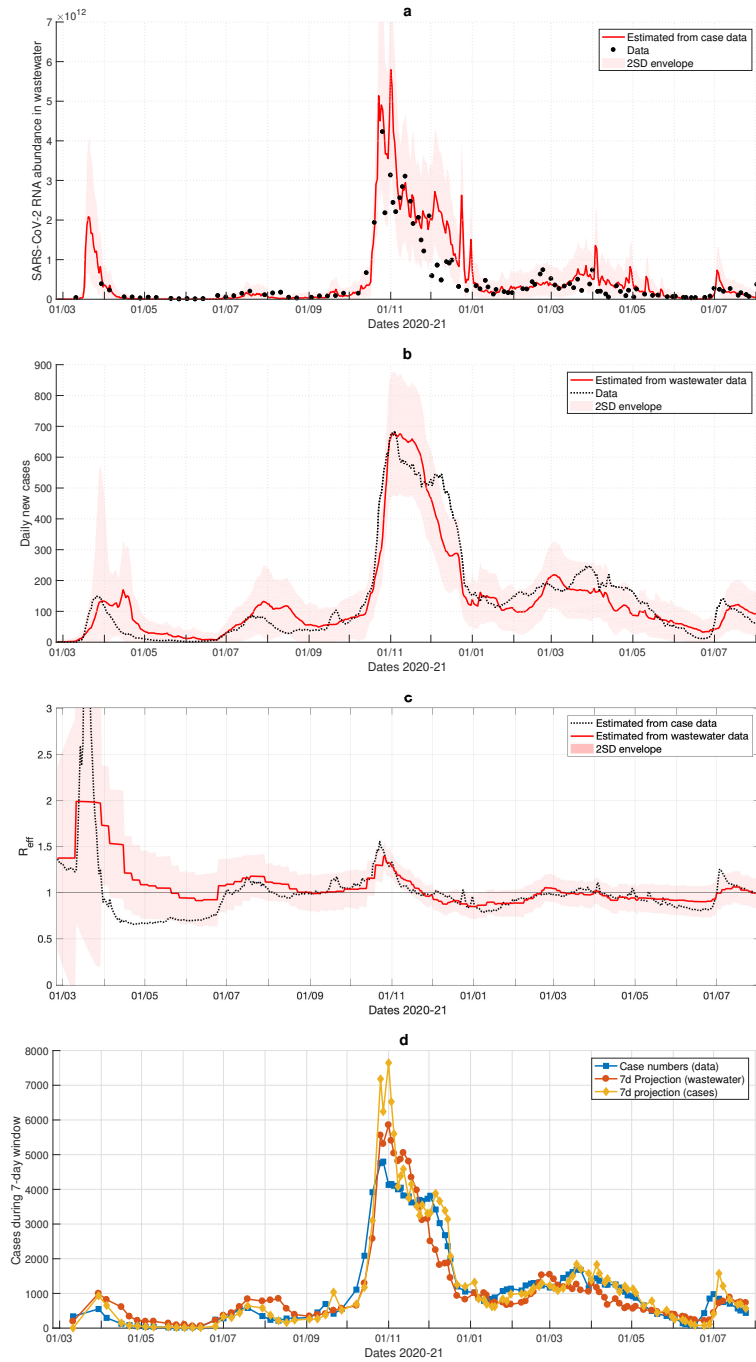 a
×10^12
7
6
5
4
3
2
1
0
SARS-CoV-2 RNA abundance in wastewater
Estimated from case data
Data
2SD envelope
01/03 01/05 01/07 01/09 01/11 01/01 01/03 01/05 01/07
Dates 2020-21
b
900
800
700
600
500
400
300
200
100
0
Daily new cases
Estimated from wastewater data
Data
2SD envelope
01/03 01/05 01/07 01/09 01/11 01/01 01/03 01/05 01/07
Dates 2020-21
c
3
2.5
2
1.5
1
0.5
0
R_eff
Estimated from case data
Estimated from wastewater data
2SD envelope
01/03 01/05 01/07 01/09 01/11 01/01 01/03 01/05 01/07
Dates 2020-21
d
8000
7000
6000
5000
4000
3000
2000
1000
0
Cases during 7-day window
Case numbers (data)
7d Projection (wastewater)
7d projection (cases)
01/03 01/05 01/07 01/09 01/11 01/01 01/03 01/05 01/07
Dates 2020-21